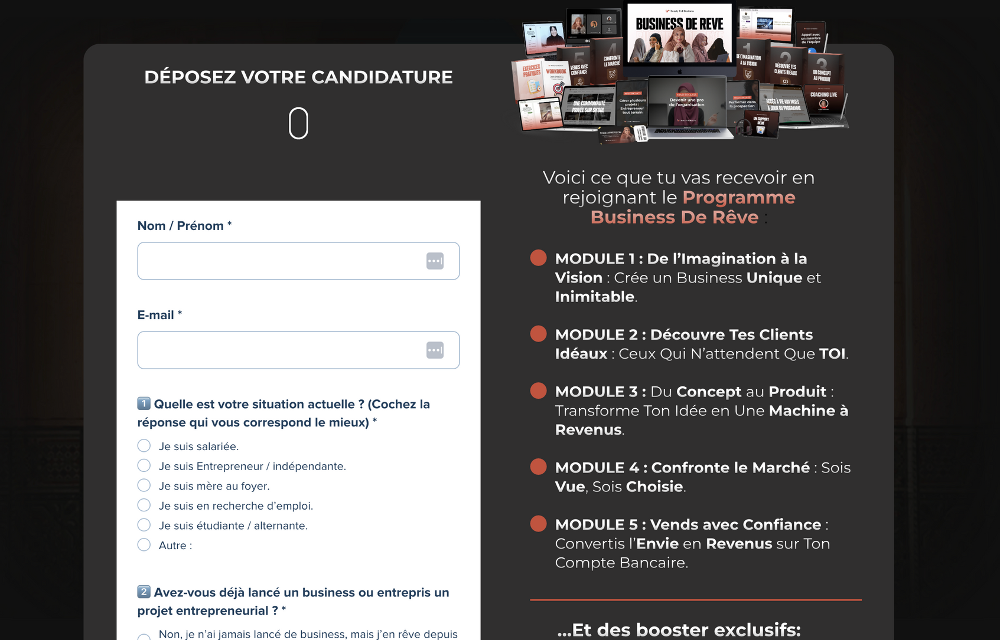 DÉPOSEZ VOTRE CANDIDATURE
Nom / Prénom *
E-mail *
1 Quelle est votre situation actuelle ? (Cochez la
réponse qui vous correspond le mieux) *
Je suis salariée.
Je suis Entrepreneur / indépendante.
Je suis mère au foyer.
Je suis en recherche d’emploi.
Je suis étudiante / alternante.
Autre :
2 Avez-vous déjà lancé un business ou entrepris un
projet entrepreneurial ? *
Non, je n’ai jamais lancé de business, mais j’en rêve depuis
Beauty Full Business
BUSINESS DE REVE
Appel avec
un membre
de l'équipe
5
VENDS AVEC
CONFIANCE
4
CONFRONTE
LE MARCHÉ
1
DE L'IMAGINATION
À LA VISION
2
DÉCOUVRE TES
CLIENTS IDÉAUX
3
DU CONCEPT
AU PRODUIT
EXERCICES
PRATIQUES
WORKBOOK
UNE COMMUNAUTÉ
PRIVÉE SUR SKOOL
MASTERCLASS
Gérer plusieurs
projets :
Entrepreneur
tout terrain
MASTERCLASS
Devenir une pro
de l'organisation
MASTERCLASS
Performer dans
la prospection
ACCÈS À VIE AUX MISES
À JOUR DU PROGRAMME
COACHING LIVE
UN SUPPORT
DÉDIÉ
Voici ce que tu vas recevoir en
rejoignant le Programme
Business De Rêve :
MODULE 1 : De l’Imagination à la
Vision : Crée un Business Unique et
Inimitable.
MODULE 2 : Découvre Tes Clients
Idéaux : Ceux Qui N’attendent Que TOI.
MODULE 3 : Du Concept au Produit :
Transforme Ton Idée en Une Machine à
Revenus.
MODULE 4 : Confronte le Marché : Sois
Vue, Sois Choisie.
MODULE 5 : Vends avec Confiance :
Convertis l’Envie en Revenus sur Ton
Compte Bancaire.
...Et des booster exclusifs: